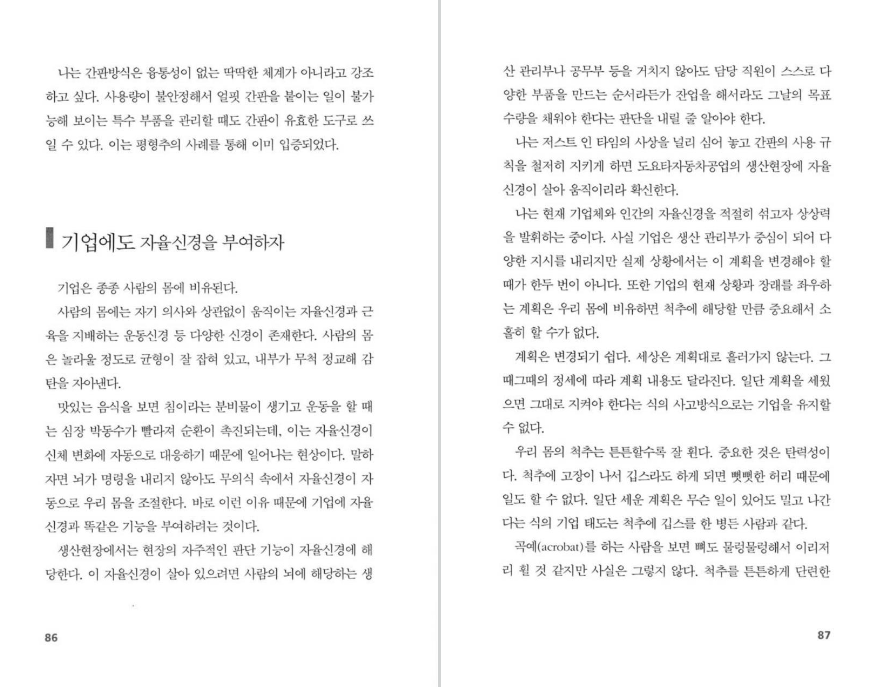 나는 간판방식은 융통성이 없는 딱딱한 체계가 아니라고 강조
하고 싶다. 사용량이 불안정해서 얼핏 간판을 붙이는 일이 불가
능해 보이는 특수 부품을 관리할 때도 간판이 유효한 도구로 쓰
일 수 있다. 이는 평형추의 사례를 통해 이미 입증되었다.
기업에도 자율신경을 부여하자
기업은 종종 사람의 몸에 비유된다.
사람의 몸에는 자기 의사와 상관없이 움직이는 자율신경과 근
육을 지배하는 운동신경 등 다양한 신경이 존재한다. 사람의 몸
은 놀라울 정도로 균형이 잘 잡혀 있고, 내부가 무척 정교해 감
탄을 자아낸다.
맛있는 음식을 보면 침이라는 분비물이 생기고 운동을 할 때
는 심장 박동수가 빨라져 순환이 촉진되는데, 이는 자율신경이
신체 변화에 자동으로 대응하기 때문에 일어나는 현상이다. 말하
자면 뇌가 명령을 내리지 않아도 무의식 속에서 자율신경이 자
동으로 우리 몸을 조절한다. 바로 이런 이유 때문에 기업에 자율
신경과 똑같은 기능을 부여하려는 것이다.
생산현장에서는 현장의 자주적인 판단 기능이 자율신경에 해
당한다. 이 자율신경이 살아 있으려면 사람의 뇌에 해당하는 생
86
산 관리부나 공무부 등을 거치지 않아도 담당 직원이 스스로 다
양한 부품을 만드는 순서라든가 잔업을 해서라도 그날의 목표
수량을 채워야 한다는 판단을 내릴 줄 알아야 한다.
나는 저스트 인 타임의 사상을 널리 심어 놓고 간판의 사용 규
칙을 철저히 지키게 하면 도요타자동차공업의 생산현장에 자율
신경이 살아 움직이리라 확신한다.
나는 현재 기업체와 인간의 자율신경을 적절히 섞고자 상상력
을 발휘하는 중이다. 사실 기업은 생산 관리부가 중심이 되어 다
양한 지시를 내리지만 실제 상황에서는 이 계획을 변경해야 할
때가 한두 번이 아니다. 또한 기업의 현재 상황과 장래를 좌우하
는 계획은 우리 몸에 비유하면 척추에 해당할 만큼 중요해서 소
홀히 할 수가 없다.
계획은 변경되기 쉽다. 세상은 계획대로 흘러가지 않는다. 그
때그때의 정세에 따라 계획 내용도 달라진다. 일단 계획을 세웠
으면 그대로 지켜야 한다는 식의 사고방식으로는 기업을 유지할
수 없다.
우리 몸의 척추는 튼튼할수록 잘 휜다. 중요한 것은 탄력성이
다. 척추에 고장이 나서 깁스라도 하게 되면 뻣뻣한 허리 때문에
일도 할 수 없다. 일단 세운 계획은 무슨 일이 있어도 밀고 나간
다는 식의 기업 태도는 척추에 깁스를 한 병든 사람과 같다.
곡예(acrobat)를 하는 사람을 보면 뼈도 물렁물렁해서 이리저
리 휠 것 같지만 사실은 그렇지 않다. 척추를 튼튼하게 단련한
87